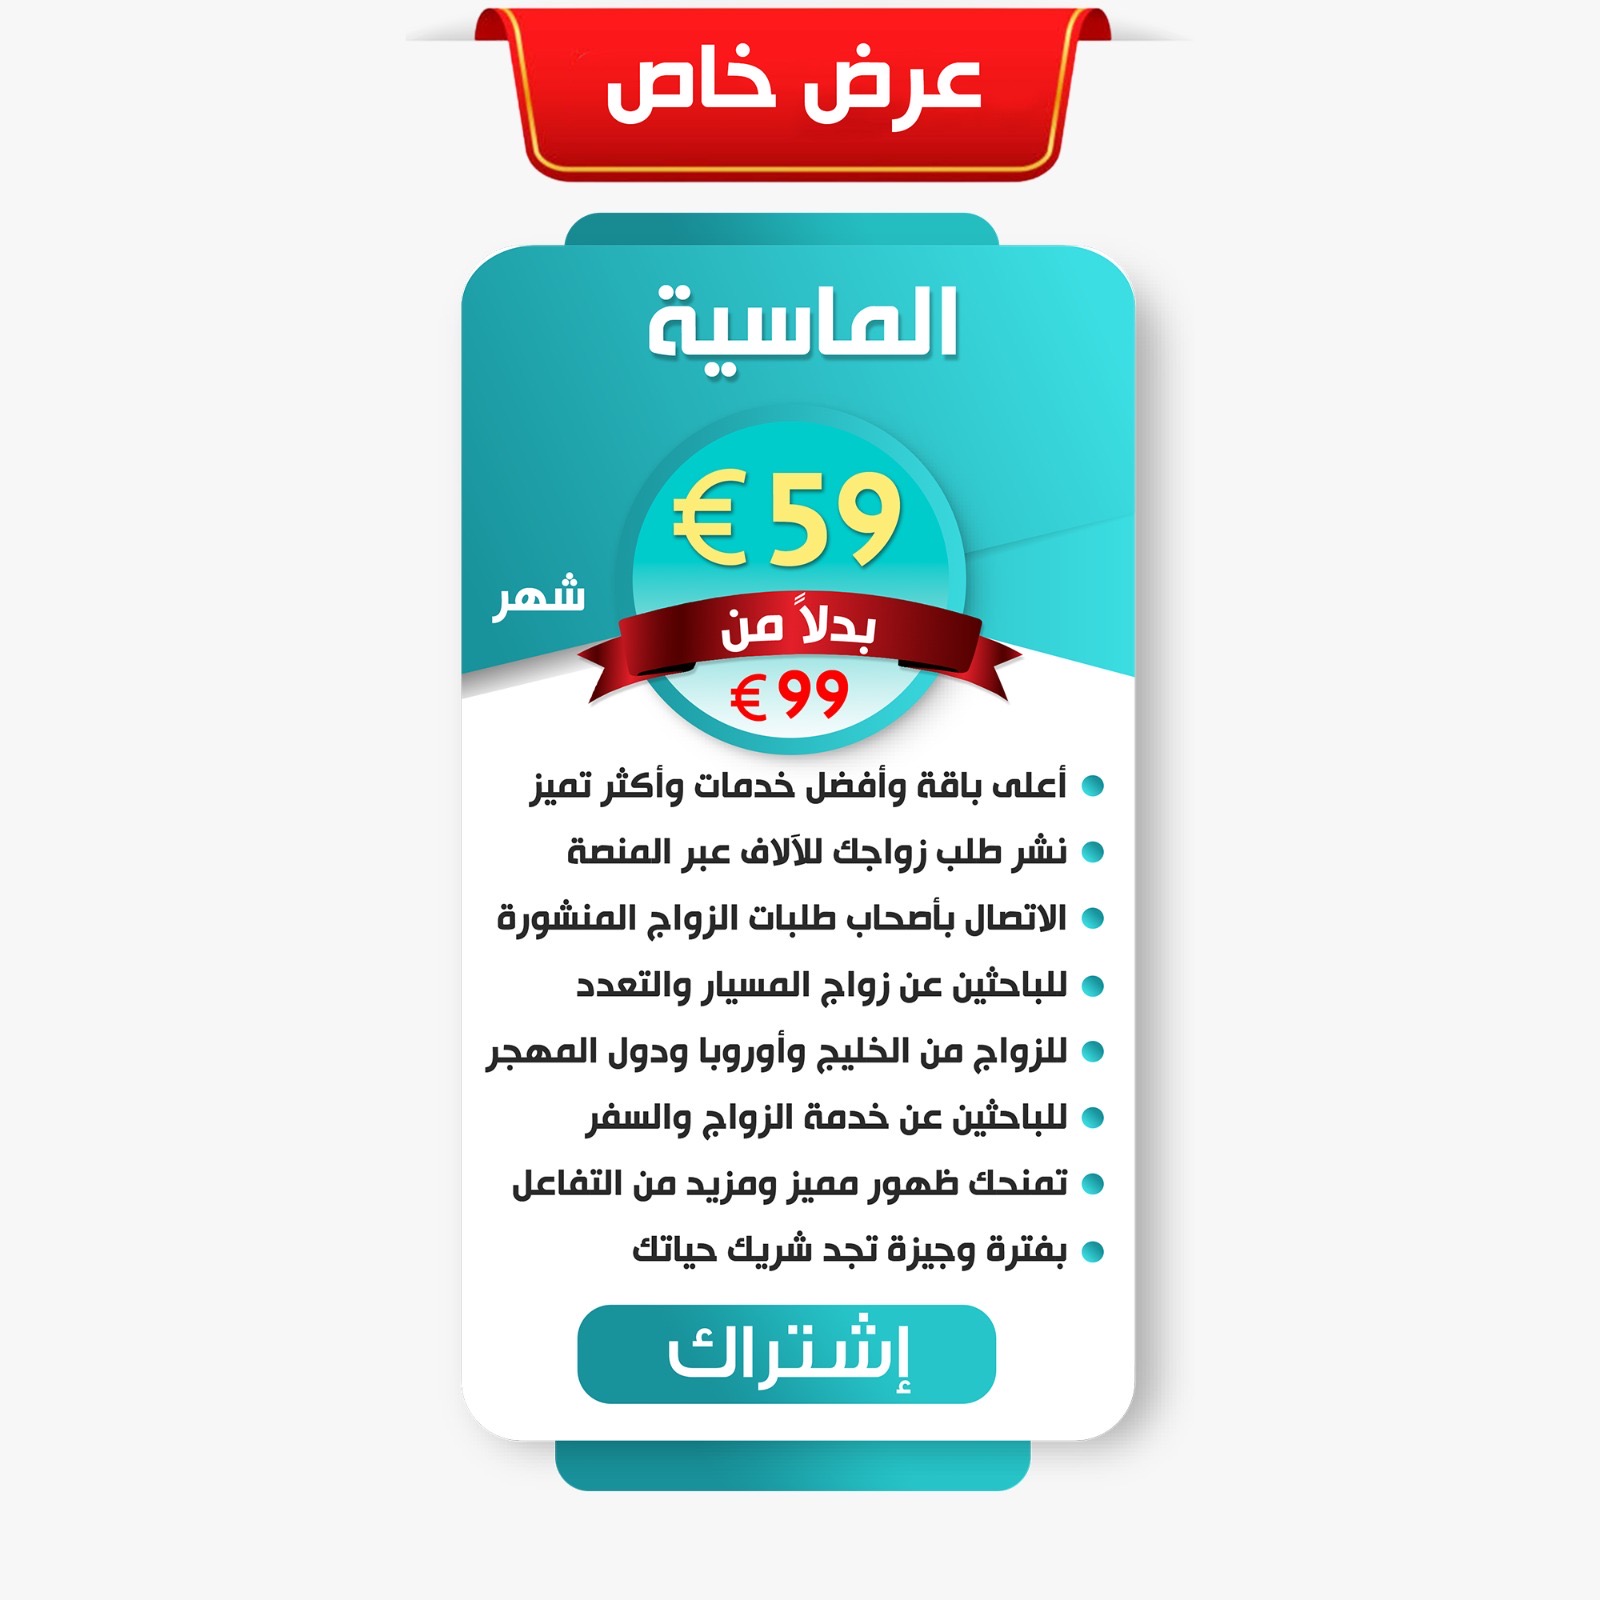 عرض خاص
الماسية
59 €
شهر
بدلاً من
99 €
أعلى باقة وأفضل خدمات وأكثر تميز
نشر طلب زواجك للآلاف عبر المنصة
الاتصال بأصحاب طلبات الزواج المنشورة
للباحثين عن زواج المسيار والتعدد
للزواج من الخليج وأوروبا ودول المهجر
للباحثين عن خدمة الزواج والسفر
تمنحك ظهور مميز ومزيد من التفاعل
بفترة وجيزة تجد شريك حياتك
إشتراك